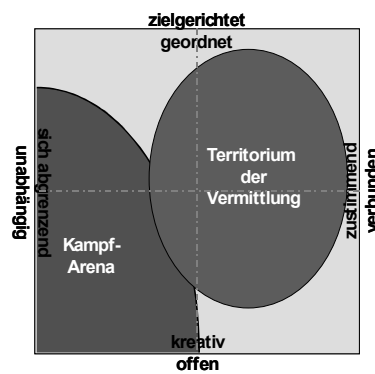 zielgerichtet
geordnet
unabhängig
sich abgrenzend
Territorium
der
Vermittlung
zustimmend
verbunden
Kampf-
Arena
kreativ
offen